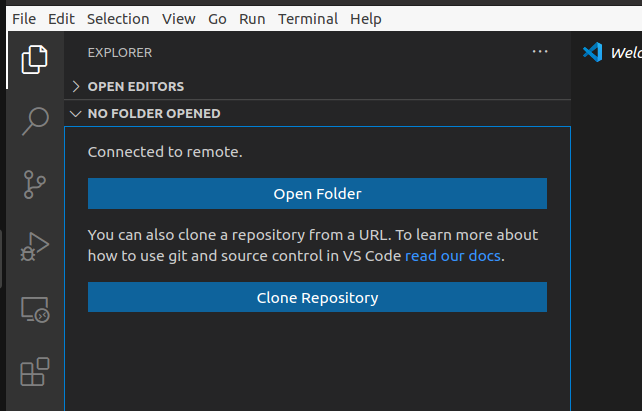 File Edit Selection View Go Run Terminal Help
EXPLORER ...
OPEN EDITORS
NO FOLDER OPENED
Connected to remote.
Open Folder
You can also clone a repository from a URL. To learn more about
how to use git and source control in VS Code read our docs.
Clone Repository
Welc